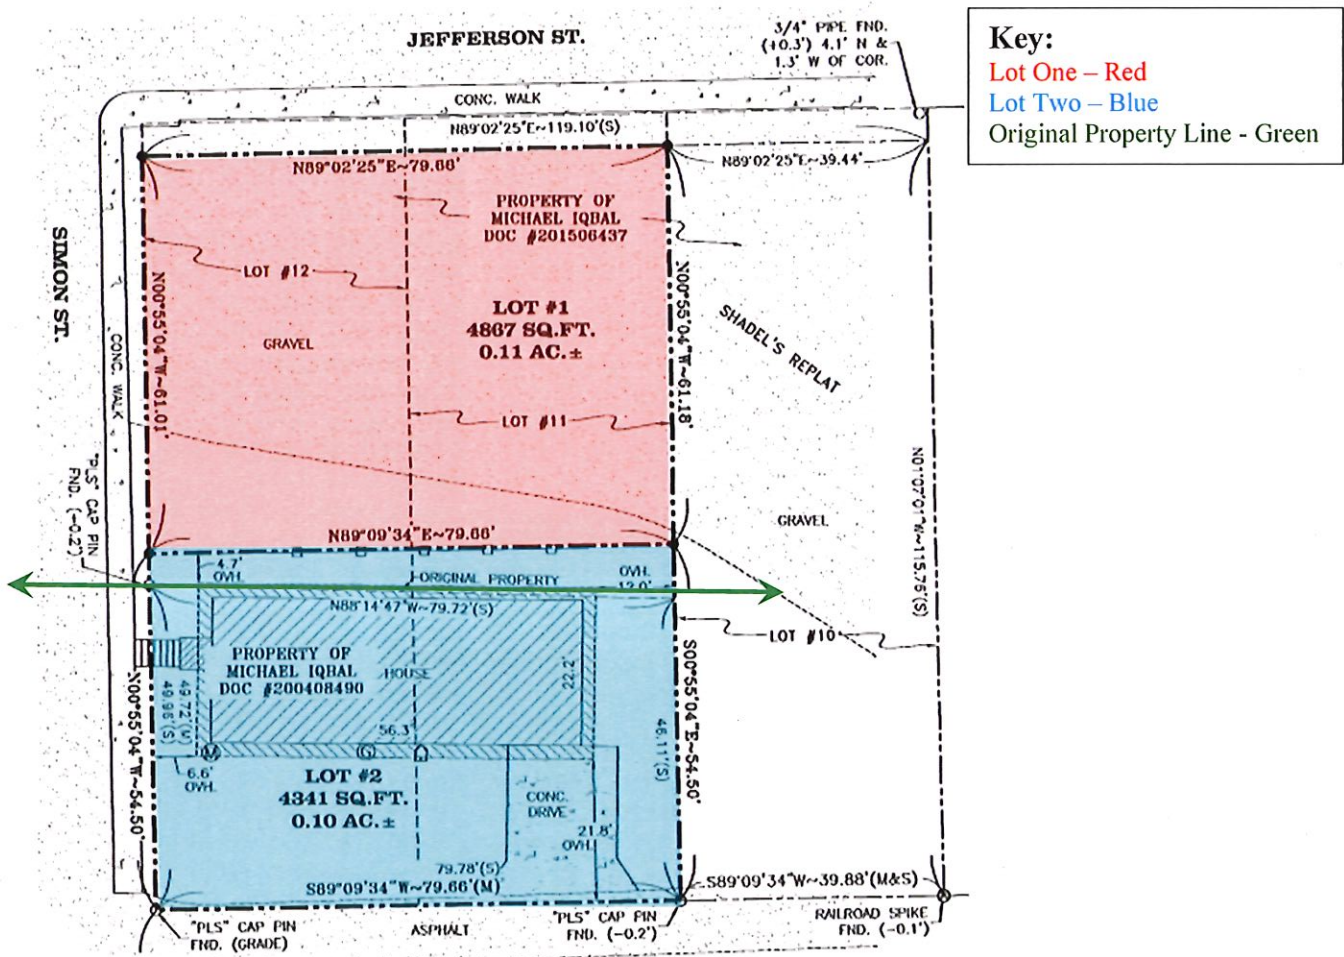 JEFFERSON ST.
3/4" PIPE FND.
(+0.3') 4.1' N &
1.3' W OF COR.
Key:
Lot One – Red
Lot Two – Blue
Original Property Line - Green
CONC. WALK
N89°02'25"E~119.10'(S)
N89°02'25"E~79.66'
N89°02'25"E~39.44'
PROPERTY OF
MICHAEL IQBAL
DOC #201506437
SIMON ST.
LOT #12
N00°55'04"W~61.01'
N00°55'04"W~61.18'
LOT #1
4867 SQ.FT.
0.11 AC.±
GRAVEL
SHADEL'S REPLAT
CONC. WALK
LOT #11
"PLS" CAP PIN
FND. (-0.2')
N01°07'01"W~115.75'(S)
GRAVEL
N89°09'34"E~79.66'
4.7'
OVH.
ORIGINAL PROPERTY
OVH.
12.0'
N88°14'47"W~79.72'(S)
LOT #10
PROPERTY OF
MICHAEL IQBAL
DOC #200408490
HOUSE
22.2'
N00°55'04"W~54.50'
49.72'(M)
49.96'(S)
56.3'
46.11'(S)
S00°55'04"E~54.50'
M
G
6.6'
OVH.
LOT #2
4341 SQ.FT.
0.10 AC.±
CONC.
DRIVE
21.8'
OVH.
79.78'(S)
S89°09'34"W~79.66'(M)
S89°09'34"W~39.88'(M&S)
"PLS" CAP PIN
FND. (GRADE)
ASPHALT
"PLS" CAP PIN
FND. (-0.2')
RAILROAD SPIKE
FND. (-0.1')